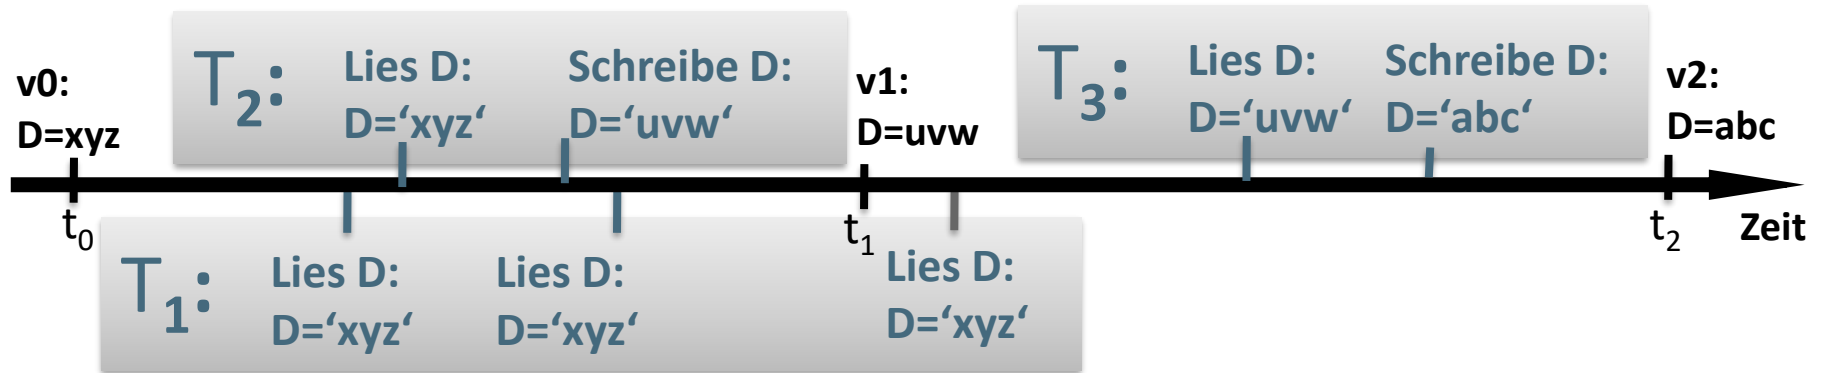 v0:
D=xyz
T2:
Lies D:
D=‘xyz‘
Schreibe D:
D=‘uvw‘
v1:
D=uvw
T3:
Lies D:
D=‘uvw‘
Schreibe D:
D=‘abc‘
v2:
D=abc
t0
t1
t2
Zeit
T1:
Lies D:
D=‘xyz‘
Lies D:
D=‘xyz‘
Lies D:
D=‘xyz‘